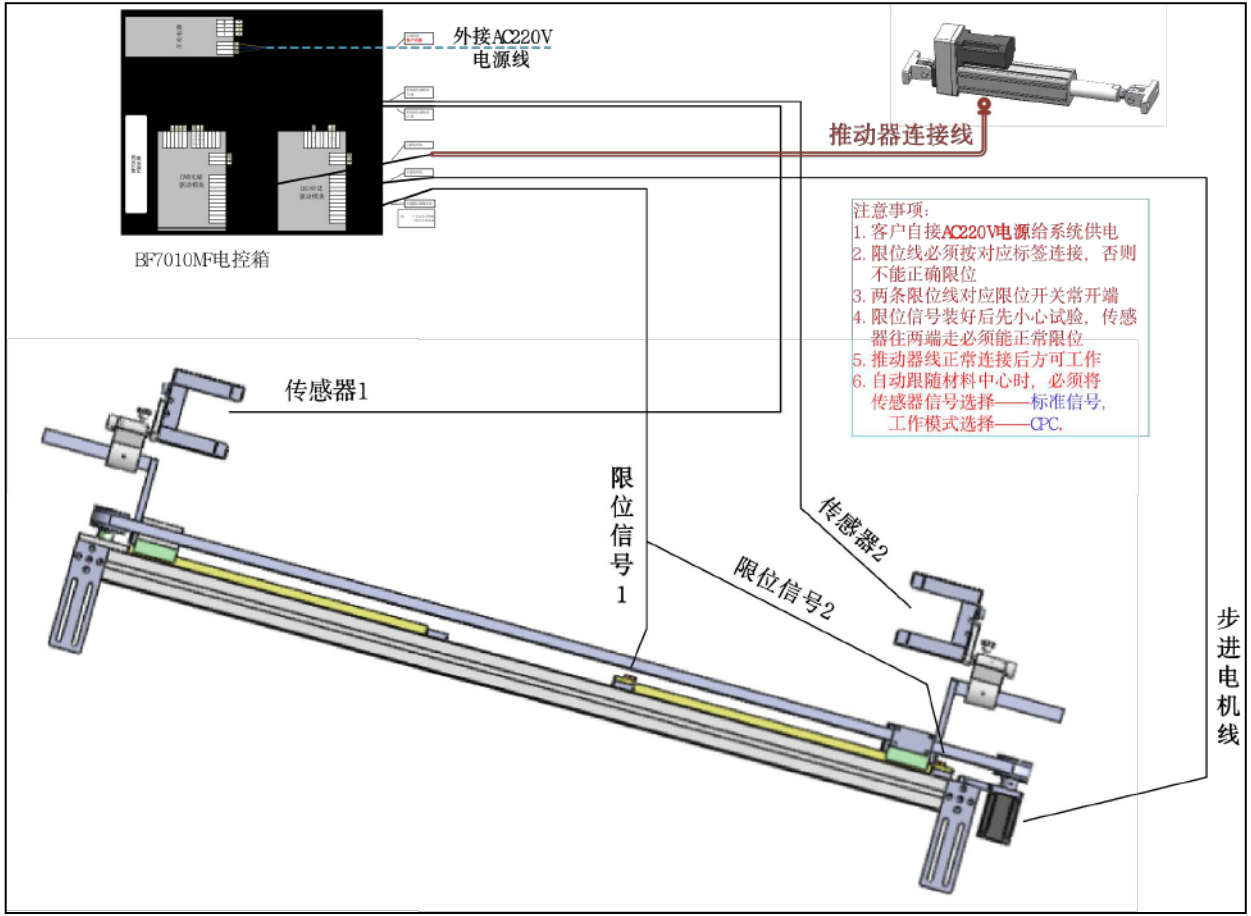 外接AC220V
电源线
推动器连接线
BF7010MF电控箱
注意事项:
1. 客户自接AC220V电源给系统供电
2. 限位线必须按对应标签连接, 否则
不能正确限位
3. 两条限位线对应限位开关常开端
4. 限位信号装好后先小心试验, 传感
器往两端走必须能正常限位
5. 推动器线正常连接后方可工作
6. 自动跟随材料中心时, 必须将
传感器信号选择——标准信号,
工作模式选择——CPC.
传感器1
限位信号1
传感器2
限位信号2
步进电机线